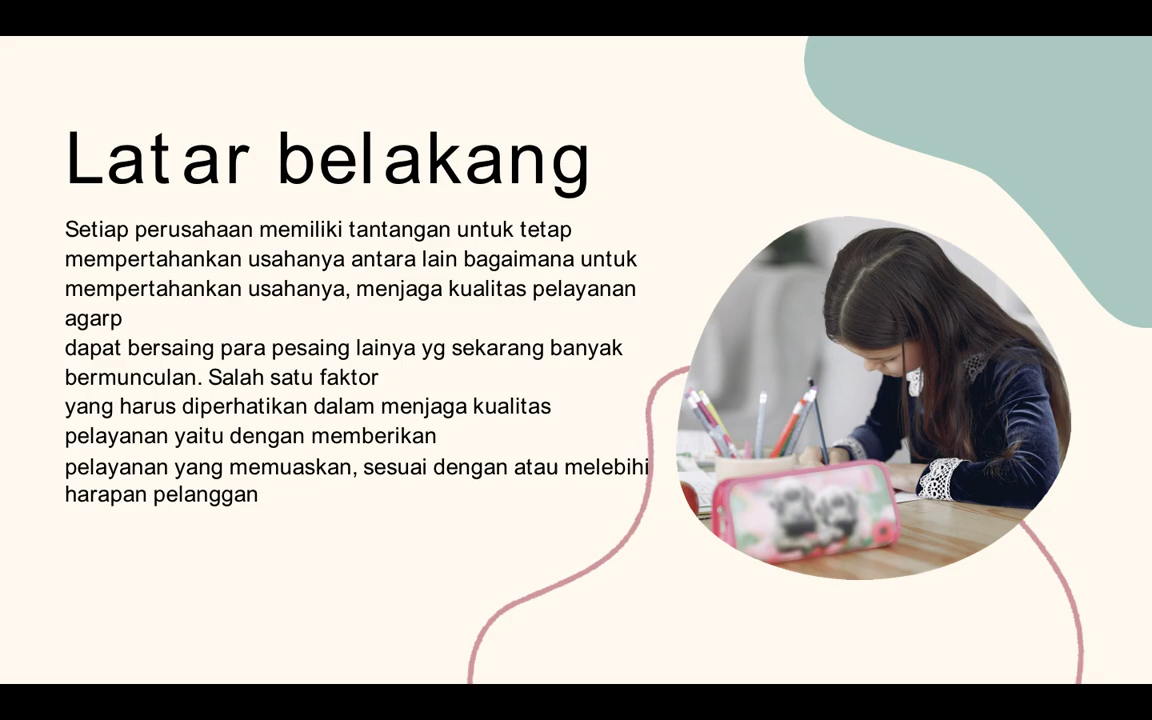 Latar belakang
Setiap perusahaan memiliki tantangan untuk tetap
mempertahankan usahanya antara lain bagaimana untuk
mempertahankan usahanya, menjaga kualitas pelayanan
agarp
dapat bersaing para pesaing lainya yg sekarang banyak
bermunculan. Salah satu faktor
yang harus diperhatikan dalam menjaga kualitas
pelayanan yaitu dengan memberikan
pelayanan yang memuaskan, sesuai dengan atau melebihi
harapan pelanggan